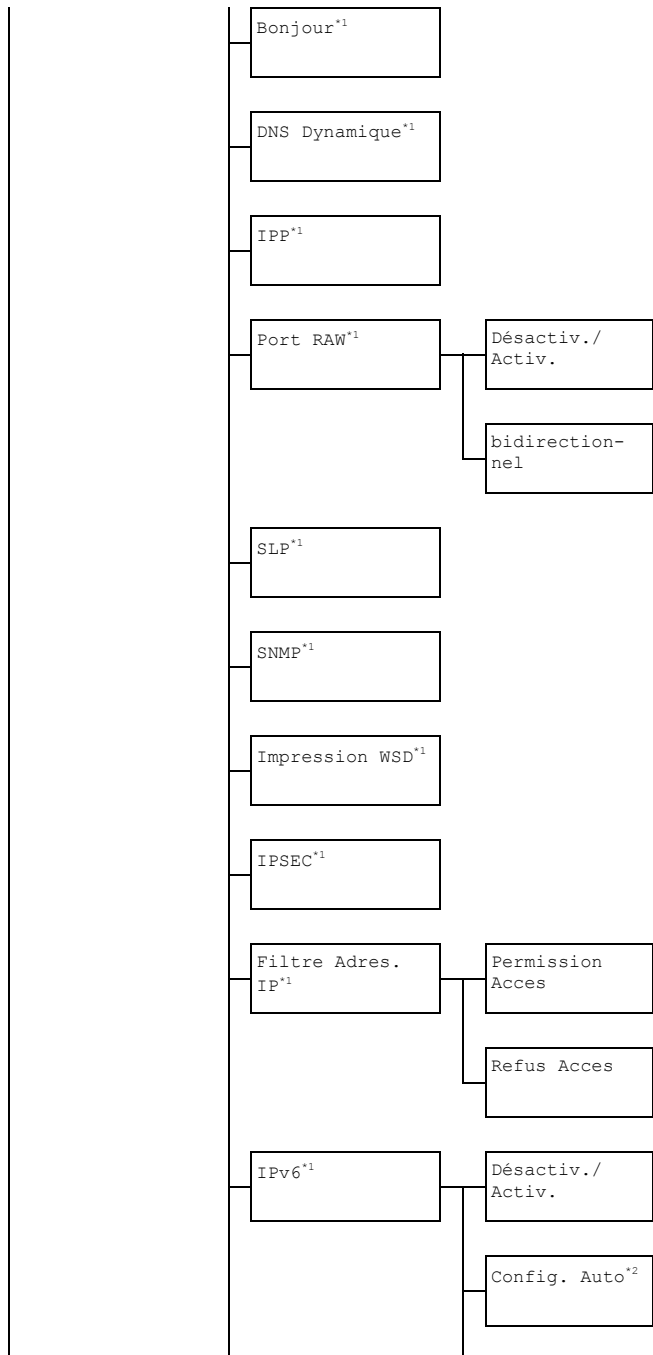 Bonjour*1
DNS Dynamique*1
IPP*1
Port RAW*1
Désactiv./
Activ.
bidirection-
nel
SLP*1
SNMP*1
Impression WSD*1
IPSEC*1
Filtre Adres.
IP*1
Permission
Acces
Refus Acces
IPv6*1
Désactiv./
Activ.
Config. Auto*2